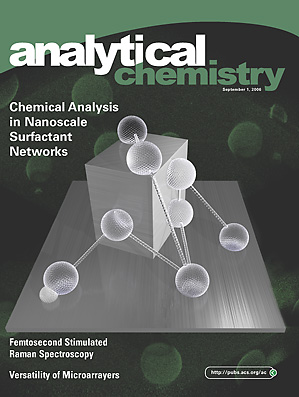 analytical
chemistry
September 1, 2006
Chemical Analysis
in Nanoscale
Surfactant
Networks
Femtosecond Stimulated
Raman Spectroscopy
Versatility of Microarrayers
http://pubs.acs.org/ac